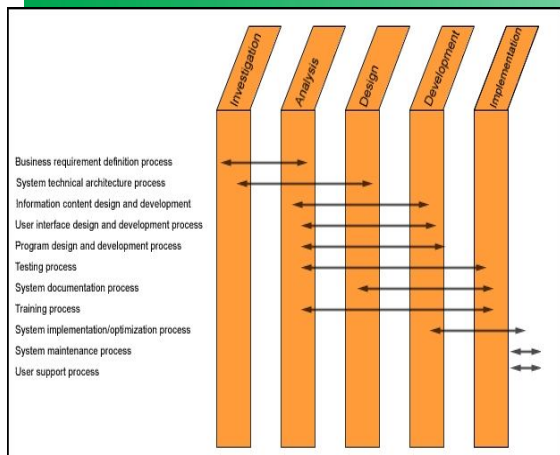 Investigation
Analysis
Design
Development
Implementation
Business requirement definition process
System technical architecture process
Information content design and development
User interface design and development process
Program design and development process
Testing process
System documentation process
Training process
System implementation/optimization process
System maintenance process
User support process